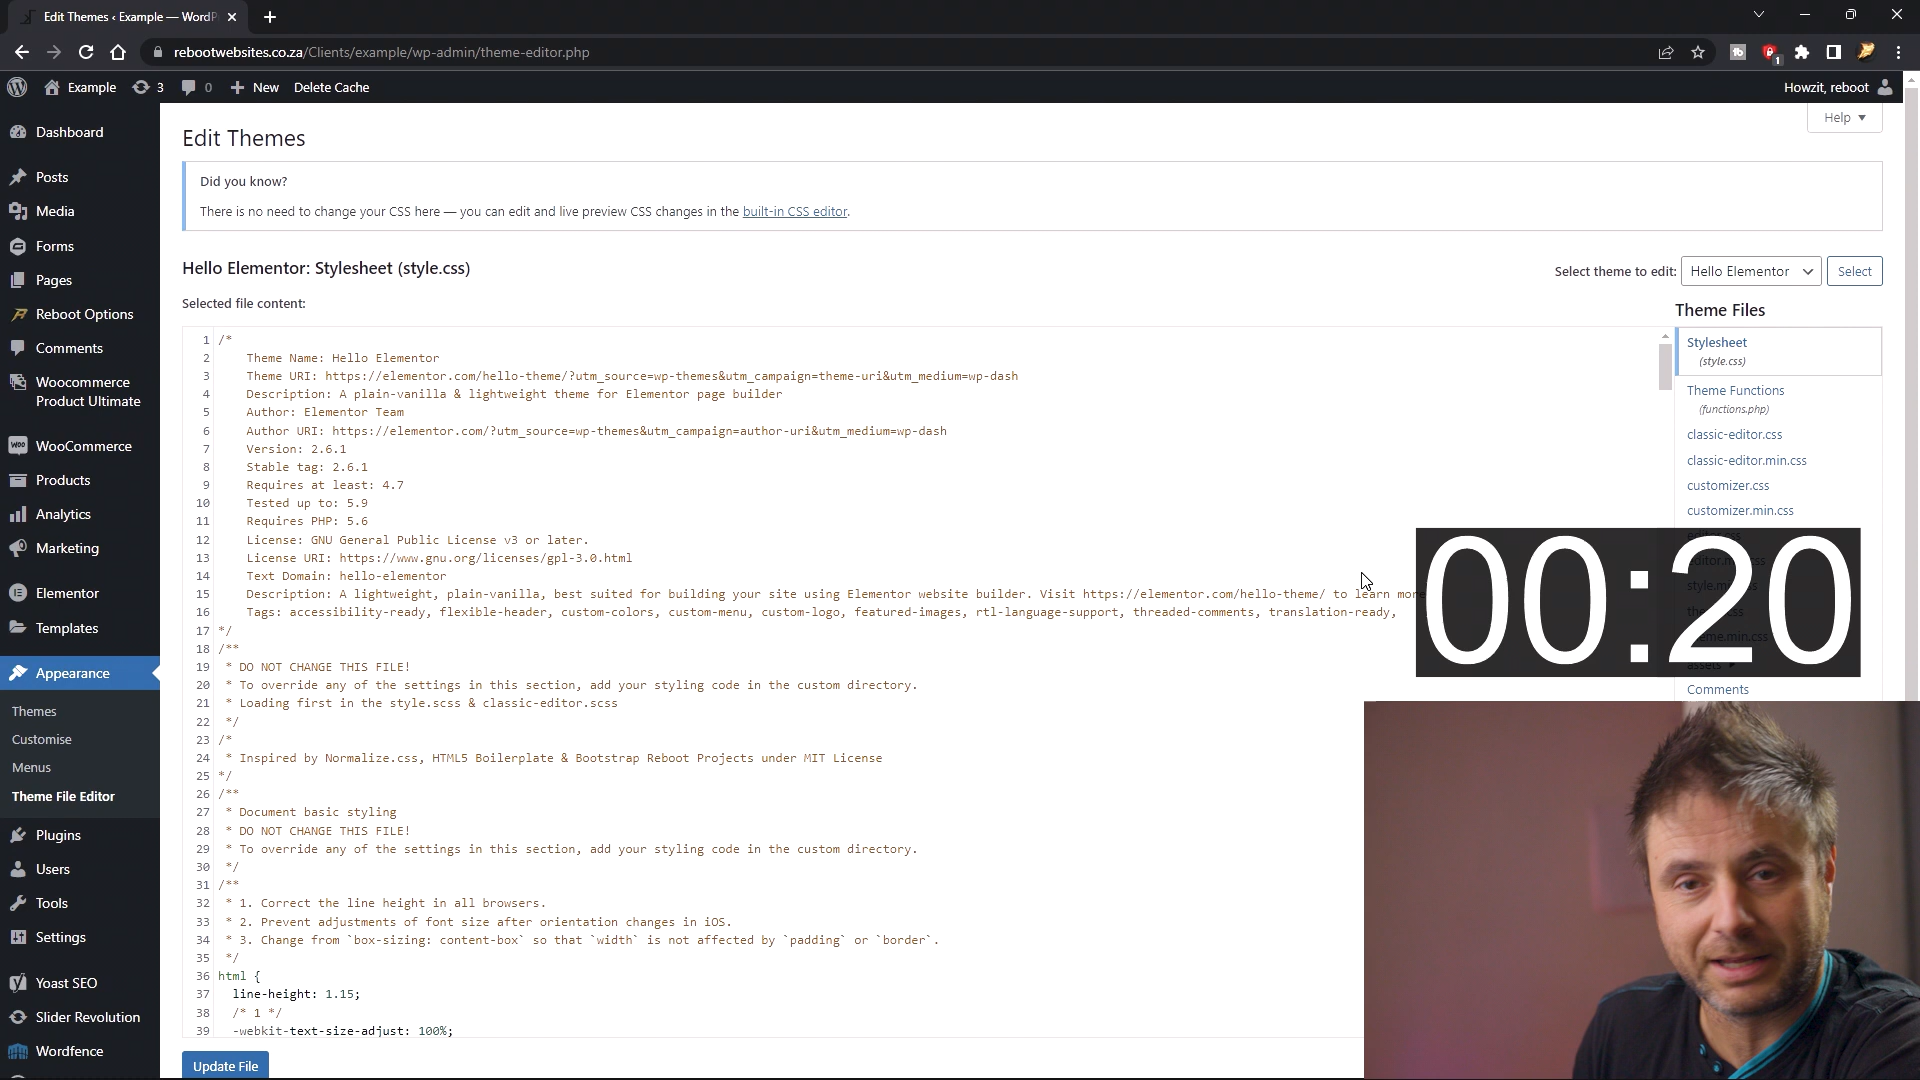 Edit Themes ‹ Example — WordP
rebootwebsites.co.za/Clients/example/wp-admin/theme-editor.php
1
Example 3 0 New Delete Cache
Howzit, reboot
Help
Dashboard
Posts
Media
Forms
Pages
Reboot Options
Comments
Woocommerce
Product Ultimate
WooCommerce
Products
Analytics
Marketing
Elementor
Templates
Appearance
Themes
Customise
Menus
Theme File Editor
Plugins
Users
Tools
Settings
Yoast SEO
Slider Revolution
Wordfence
Edit Themes
Did you know?
There is no need to change your CSS here — you can edit and live preview CSS changes in the built-in CSS editor.
Hello Elementor: Stylesheet (style.css)
Select theme to edit: Hello Elementor Select
Selected file content:
1 /*
2 Theme Name: Hello Elementor
3 Theme URI: https://elementor.com/hello-theme/?utm_source=wp-themes&utm_campaign=theme-uri&utm_medium=wp-dash
4 Description: A plain-vanilla & lightweight theme for Elementor page builder
5 Author: Elementor Team
6 Author URI: https://elementor.com/?utm_source=wp-themes&utm_campaign=author-uri&utm_medium=wp-dash
7 Version: 2.6.1
8 Stable tag: 2.6.1
9 Requires at least: 4.7
10 Tested up to: 5.9
11 Requires PHP: 5.6
12 License: GNU General Public License v3 or later.
13 License URI: https://www.gnu.org/licenses/gpl-3.0.html
14 Text Domain: hello-elementor
15 Description: A lightweight, plain-vanilla, best suited for building your site using Elementor website builder. Visit https://elementor.com/hello-theme/ to learn more
16 Tags: accessibility-ready, flexible-header, custom-colors, custom-menu, custom-logo, featured-images, rtl-language-support, threaded-comments, translation-ready,
17 */
18 /**
19 * DO NOT CHANGE THIS FILE!
20 * To override any of the settings in this section, add your styling code in the custom directory.
21 * Loading first in the style.scss & classic-editor.scss
22 */
23 /*
24 * Inspired by Normalize.css, HTML5 Boilerplate & Bootstrap Reboot Projects under MIT License
25 */
26 /**
27 * Document basic styling
28 * DO NOT CHANGE THIS FILE!
29 * To override any of the settings in this section, add your styling code in the custom directory.
30 */
31 /**
32 * 1. Correct the line height in all browsers.
33 * 2. Prevent adjustments of font size after orientation changes in iOS.
34 * 3. Change from `box-sizing: content-box` so that `width` is not affected by `padding` or `border`.
35 */
36 html {
37 line-height: 1.15;
38 /* 1 */
39 -webkit-text-size-adjust: 100%;
Update File
Theme Files
Stylesheet
(style.css)
Theme Functions
(functions.php)
classic-editor.css
classic-editor.min.css
customizer.css
customizer.min.css
00:20
assets
Comments